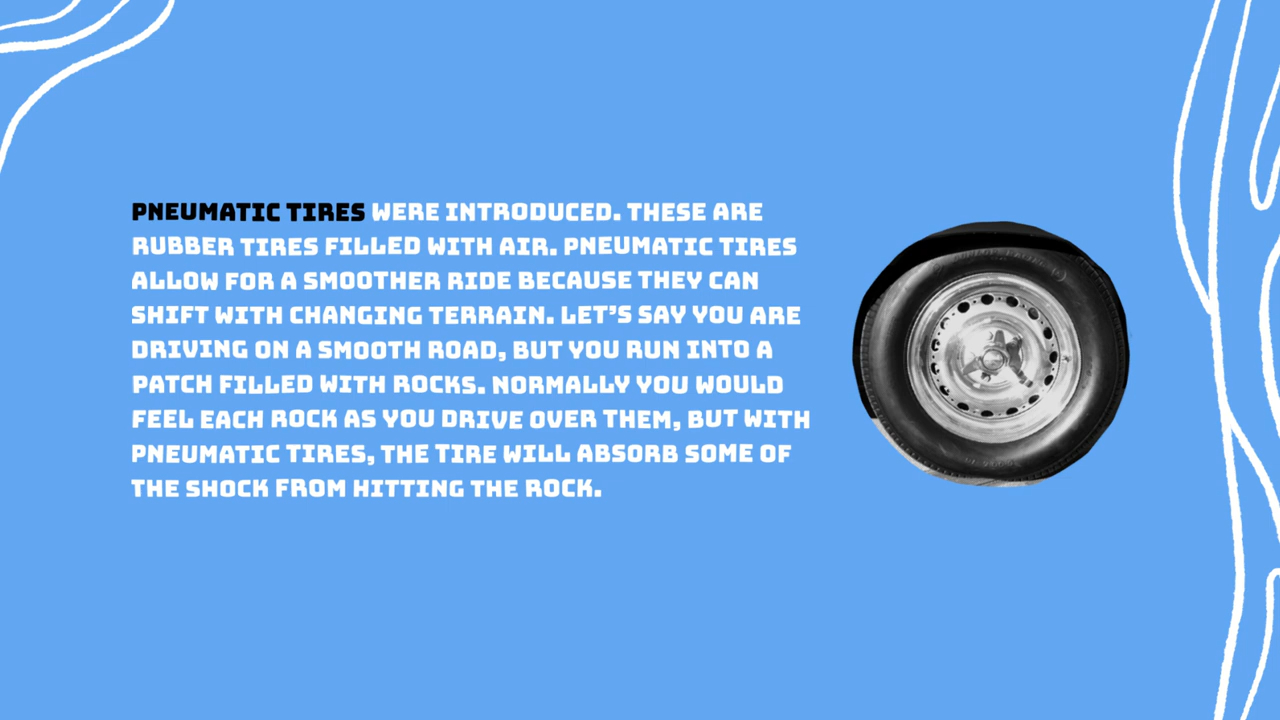 PNEUMATIC TIRES WERE INTRODUCED. THESE ARE
RUBBER TIRES FILLED WITH AIR. PNEUMATIC TIRES
ALLOW FOR A SMOOTHER RIDE BECAUSE THEY CAN
SHIFT WITH CHANGING TERRAIN. LET'S SAY YOU ARE
DRIVING ON A SMOOTH ROAD, BUT YOU RUN INTO A
PATCH FILLED WITH ROCKS. NORMALLY YOU WOULD
FEEL EACH ROCK AS YOU DRIVE OVER THEM, BUT WITH
PNEUMATIC TIRES, THE TIRE WILL ABSORB SOME OF
THE SHOCK FROM HITTING THE ROCK.